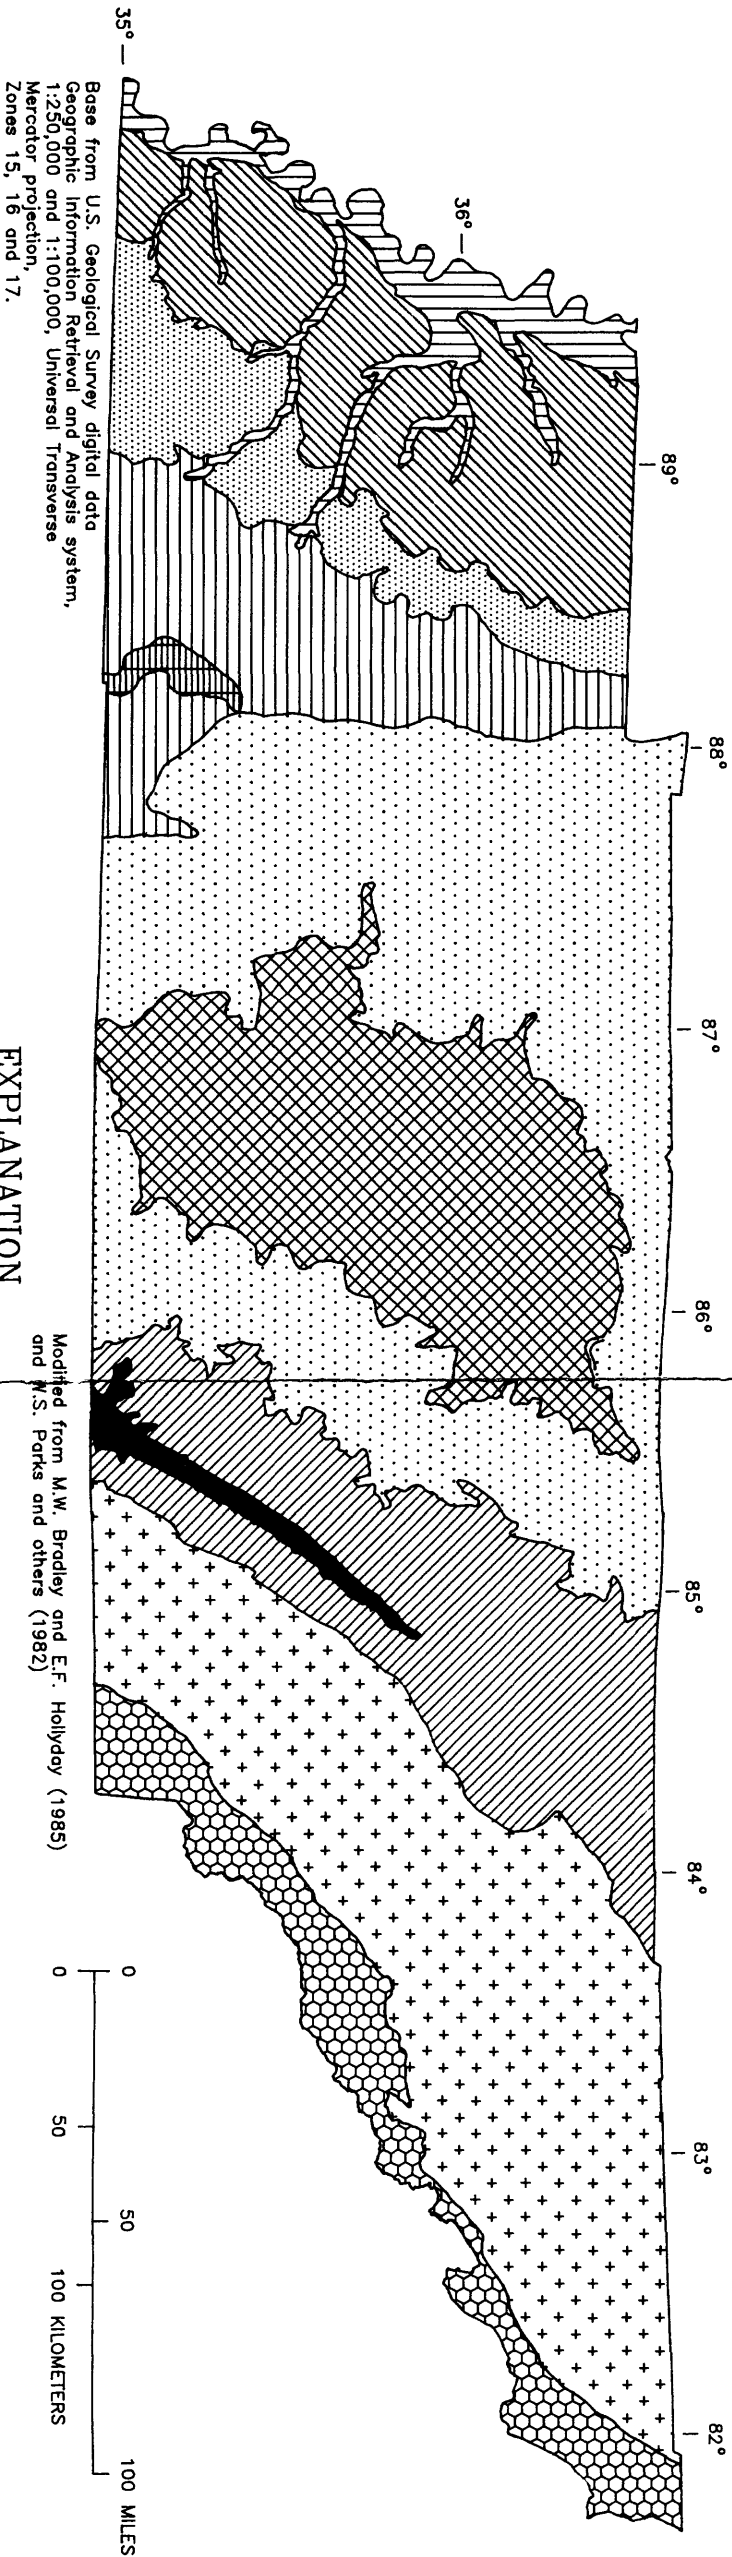 35°
36°
89°
88°
87°
86°
85°
84°
83°
82°
Base from U.S. Geological Survey digital data
Geographic Information Retrieval and Analysis system,
1:250,000 and 1:100,000, Universal Transverse
Mercator projection,
Zones 15, 16 and 17.
EXPLANATION
Modified from M.W. Bradley and E.F. Hollyday (1985)
and W.S. Parks and others (1982)
0 50 100 MILES
0 50 100 KILOMETERS